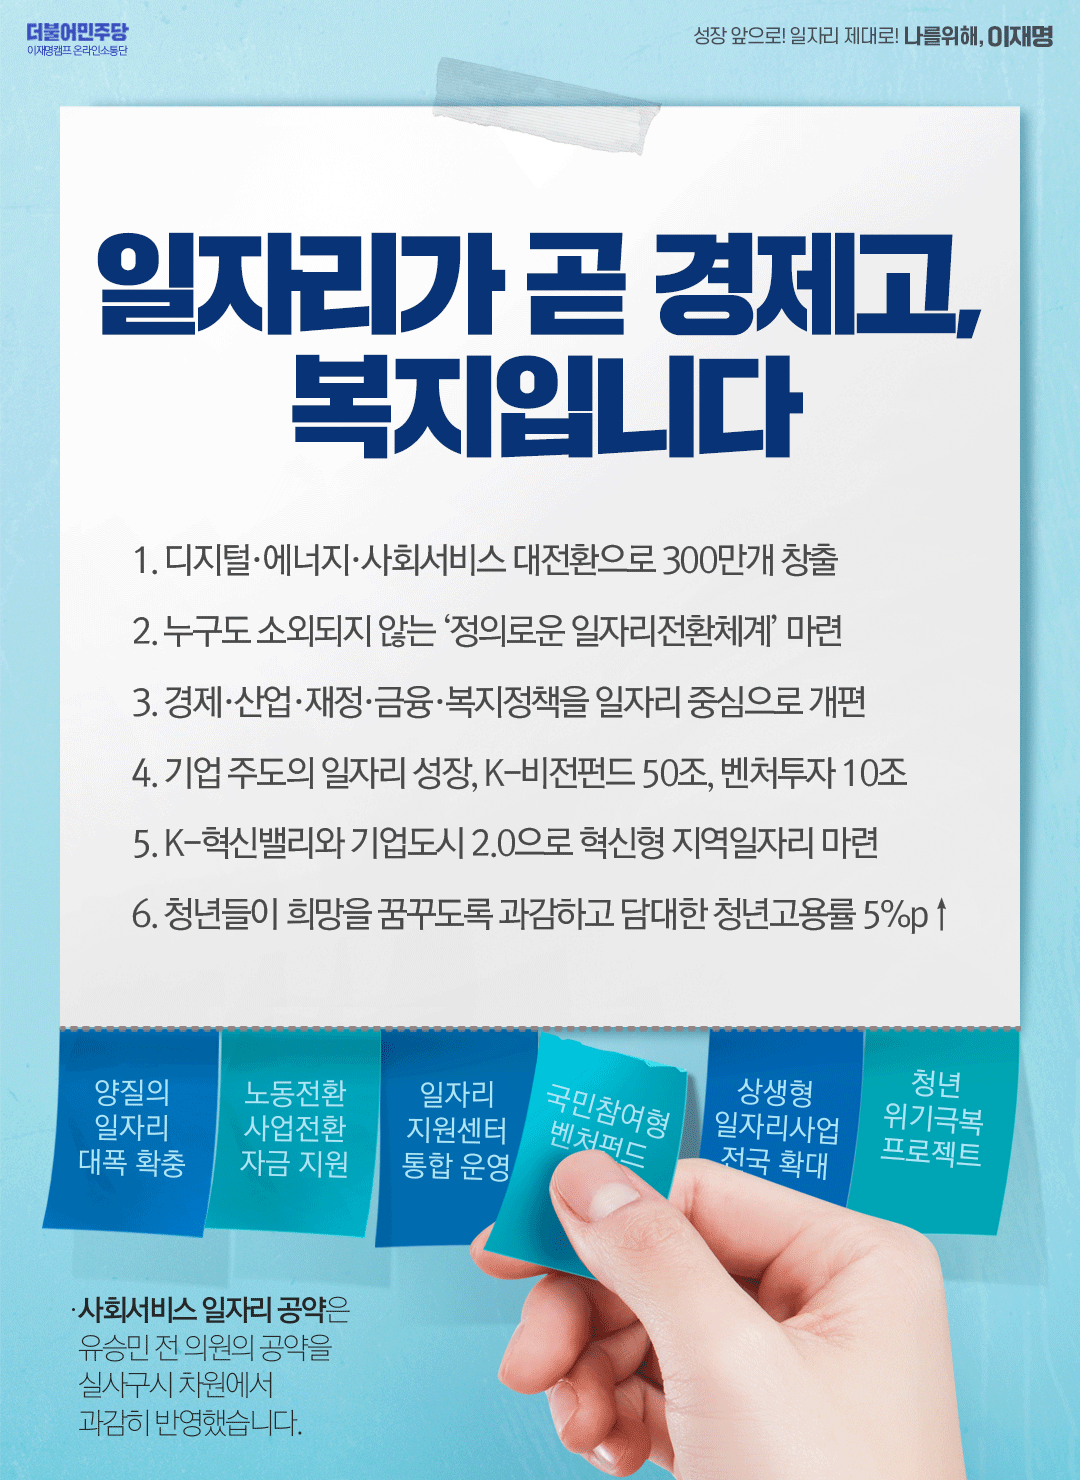 더불어민주당
이재명캠프 온라인소통단
성장 앞으로! 일자리 제대로! 나를위해, 이재명
일자리가 곧 경제고,
복지입니다
1. 디지털·에너지·사회서비스 대전환으로 300만개 창출
2. 누구도 소외되지 않는 ‘정의로운 일자리전환체계’ 마련
3. 경제·산업·재정·금융·복지정책을 일자리 중심으로 개편
4. 기업 주도의 일자리 성장, K-비전펀드 50조, 벤처투자 10조
5. K-혁신밸리와 기업도시 2.0으로 혁신형 지역일자리 마련
6. 청년들이 희망을 꿈꾸도록 과감하고 담대한 청년고용률 5%p↑
양질의
일자리
대폭 확충
노동전환
사업전환
자금 지원
일자리
지원센터
통합 운영
국민참여형
벤처펀드
상생형
일자리사업
전국 확대
청년
위기극복
프로젝트
·사회서비스 일자리 공약은
유승민 전 의원의 공약을
실사구시 차원에서
과감히 반영했습니다.